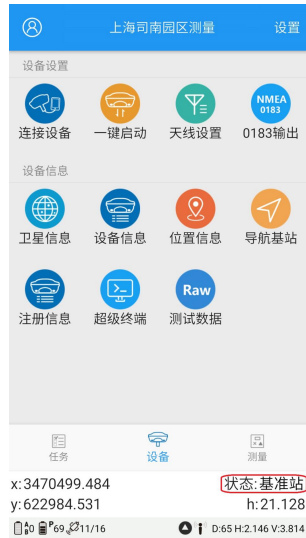 上海司南园区测量 设置
设备设置
NMEA
0183
连接设备 一键启动 天线设置 0183输出
设备信息
卫星信息 设备信息 位置信息 导航基站
Raw
注册信息 超级终端 测试数据
任务 设备 测量
x:3470499.484 状态:基准站
y:622984.531 h:21.128
0 P69 11/16 D:65 H:2.146 V:3.814